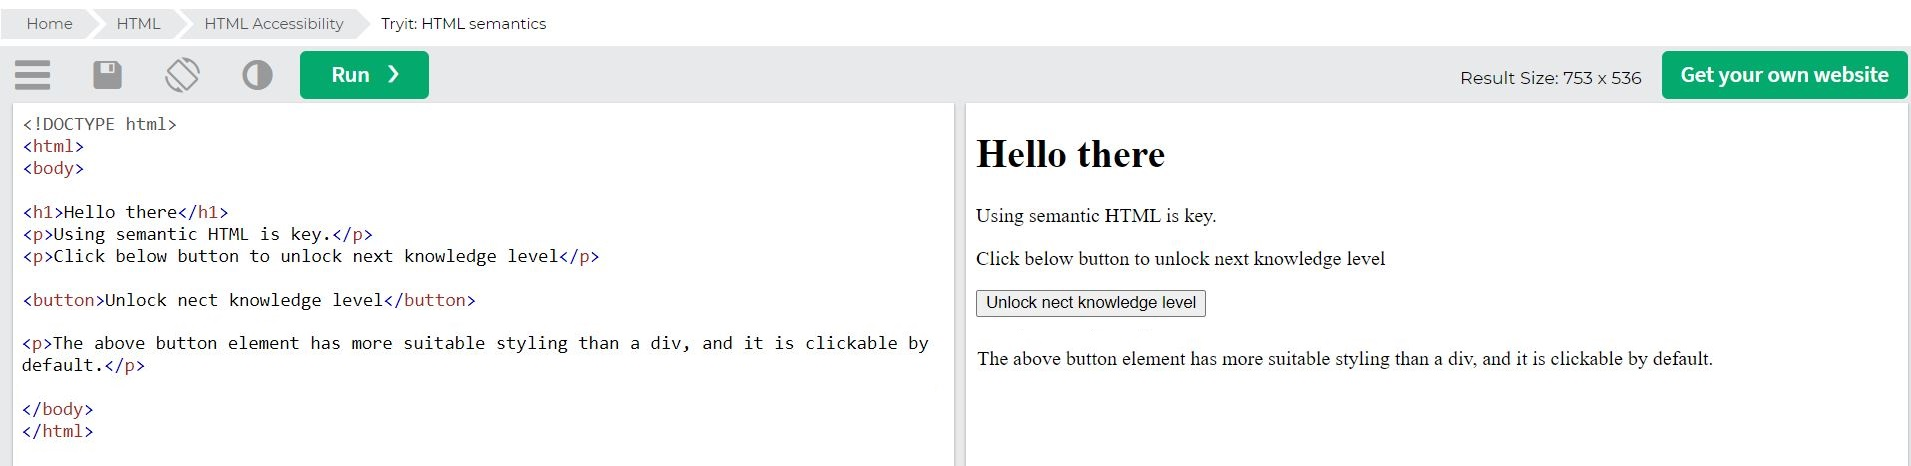 Home HTML HTML Accessibility Tryit: HTML semantics
Run ❯ Result Size: 753 x 536 Get your own website
<!DOCTYPE html>
<html>
<body>
<h1>Hello there</h1>
<p>Using semantic HTML is key.</p>
<p>Click below button to unlock next knowledge level</p>
<button>Unlock nect knowledge level</button>
<p>The above button element has more suitable styling than a div, and it is clickable by
default.</p>
</body>
</html>
Hello there
Using semantic HTML is key.
Click below button to unlock next knowledge level
Unlock nect knowledge level
The above button element has more suitable styling than a div, and it is clickable by default.